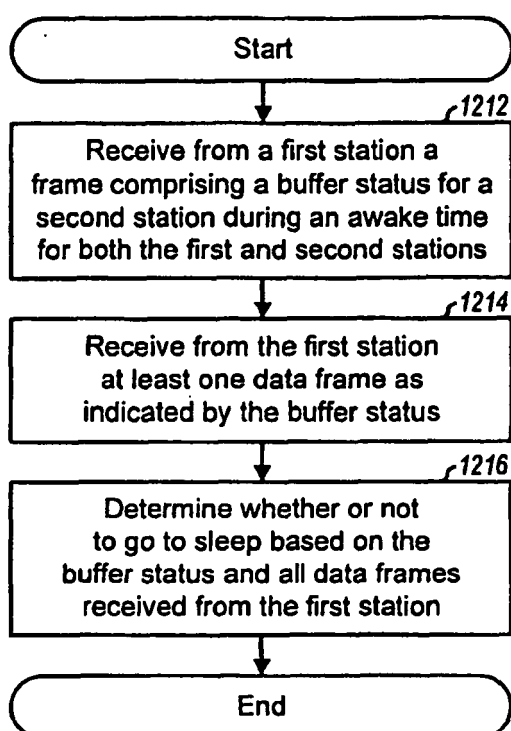 Start
1212
Receive from a first station a
frame comprising a buffer status for a
second station during an awake time
for both the first and second stations
1214
Receive from the first station
at least one data frame as
indicated by the buffer status
1216
Determine whether or not
to go to sleep based on the
buffer status and all data frames
received from the first station
End